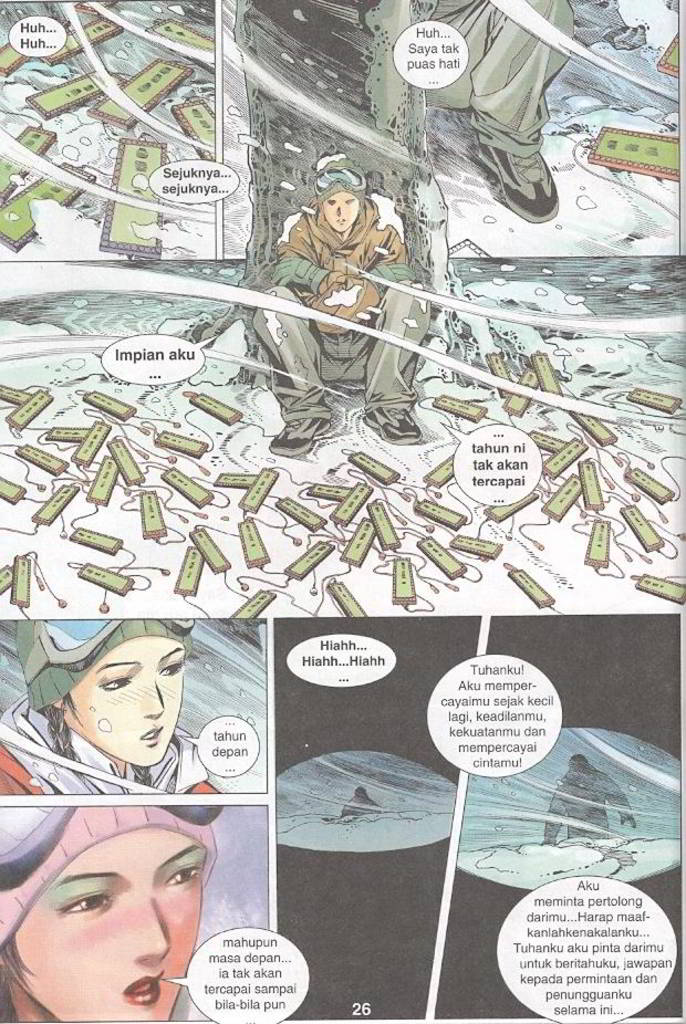 Huh...
Huh...
Sejuknya...
sejuknya...
Huh...
Saya tak
puas hati
...
Impian aku
...
...
tahun ni
tak akan
tercapai
...
...
tahun
depan
...
mahupun
masa depan...
ia tak akan
tercapai sampai
bila-bila pun
...
Hiahh...
Hiahh...Hiahh
...
Tuhanku!
Aku memper-
cayaimu sejak kecil
lagi, keadilanmu,
kekuatanmu dan
mempercayai
cintamu!
Aku
meminta pertolong
darimu...Harap maaf-
kanlahkenakalanku...
Tuhanku aku pinta darimu
untuk beritahuku, jawapan
kepada permintaan dan
penungguanku
selama ini...
26